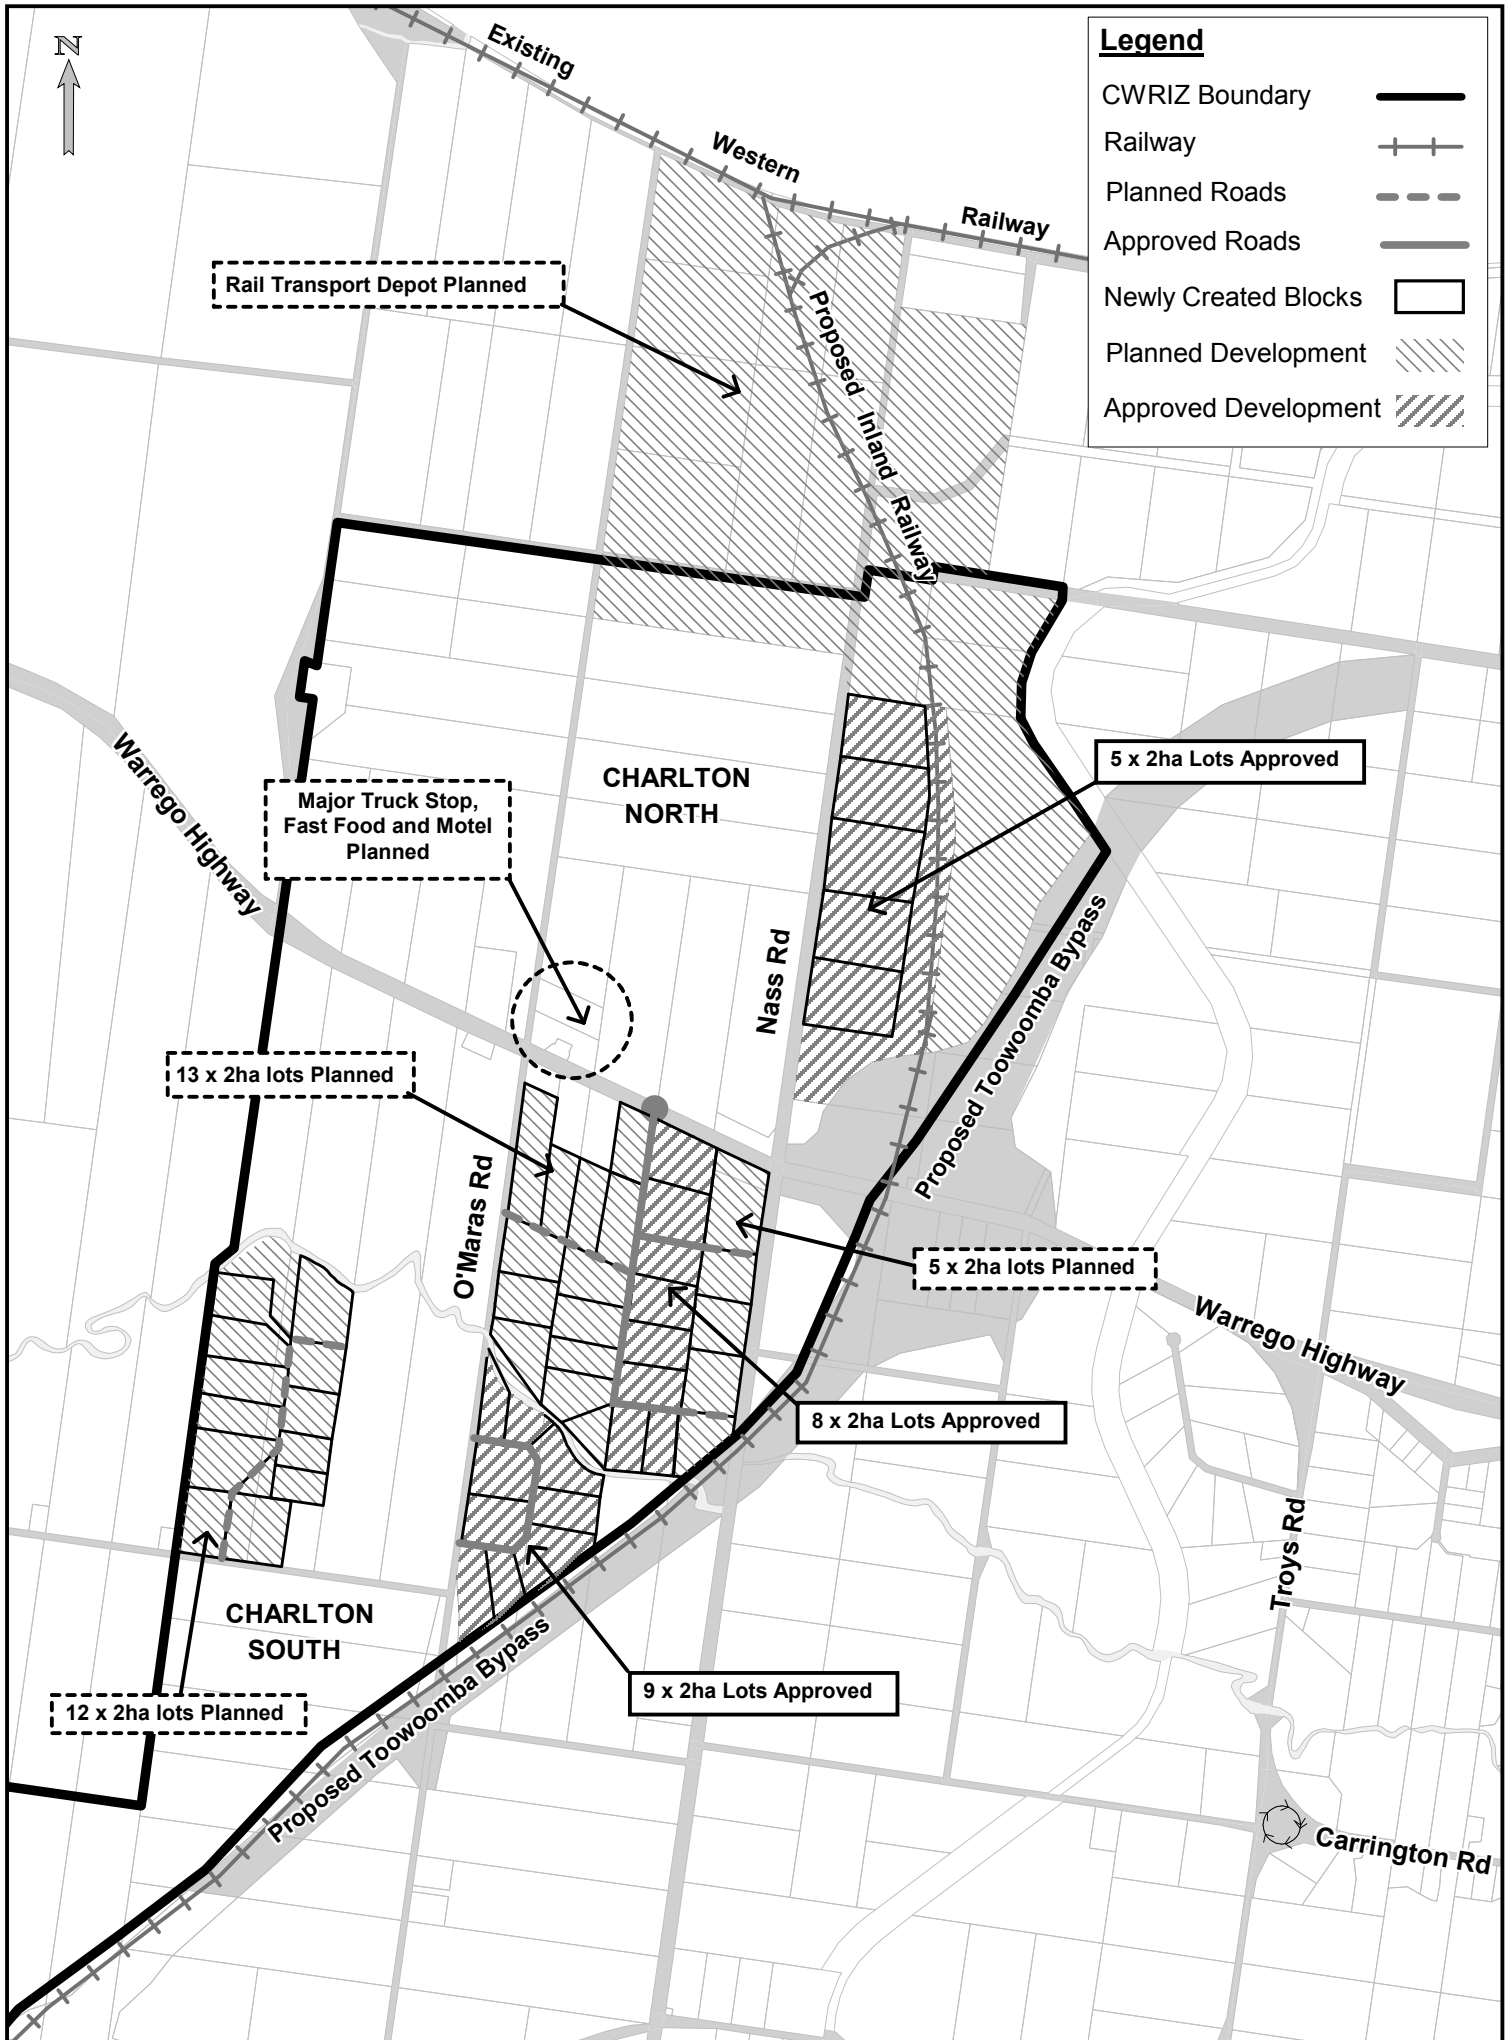 N
Existing
Western
Railway
Legend
CWRIZ Boundary
Railway
Planned Roads
Approved Roads
Newly Created Blocks
Planned Development
Approved Development
Rail Transport Depot Planned
Proposed Inland Railway
Warrego Highway
CHARLTON
NORTH
5 x 2ha Lots Approved
Major Truck Stop,
Fast Food and Motel
Planned
Nass Rd
Proposed Toowoomba Bypass
13 x 2ha lots Planned
O'Maras Rd
5 x 2ha lots Planned
Warrego Highway
8 x 2ha Lots Approved
Troys Rd
CHARLTON
SOUTH
9 x 2ha Lots Approved
12 x 2ha lots Planned
Proposed Toowoomba Bypass
Carrington Rd